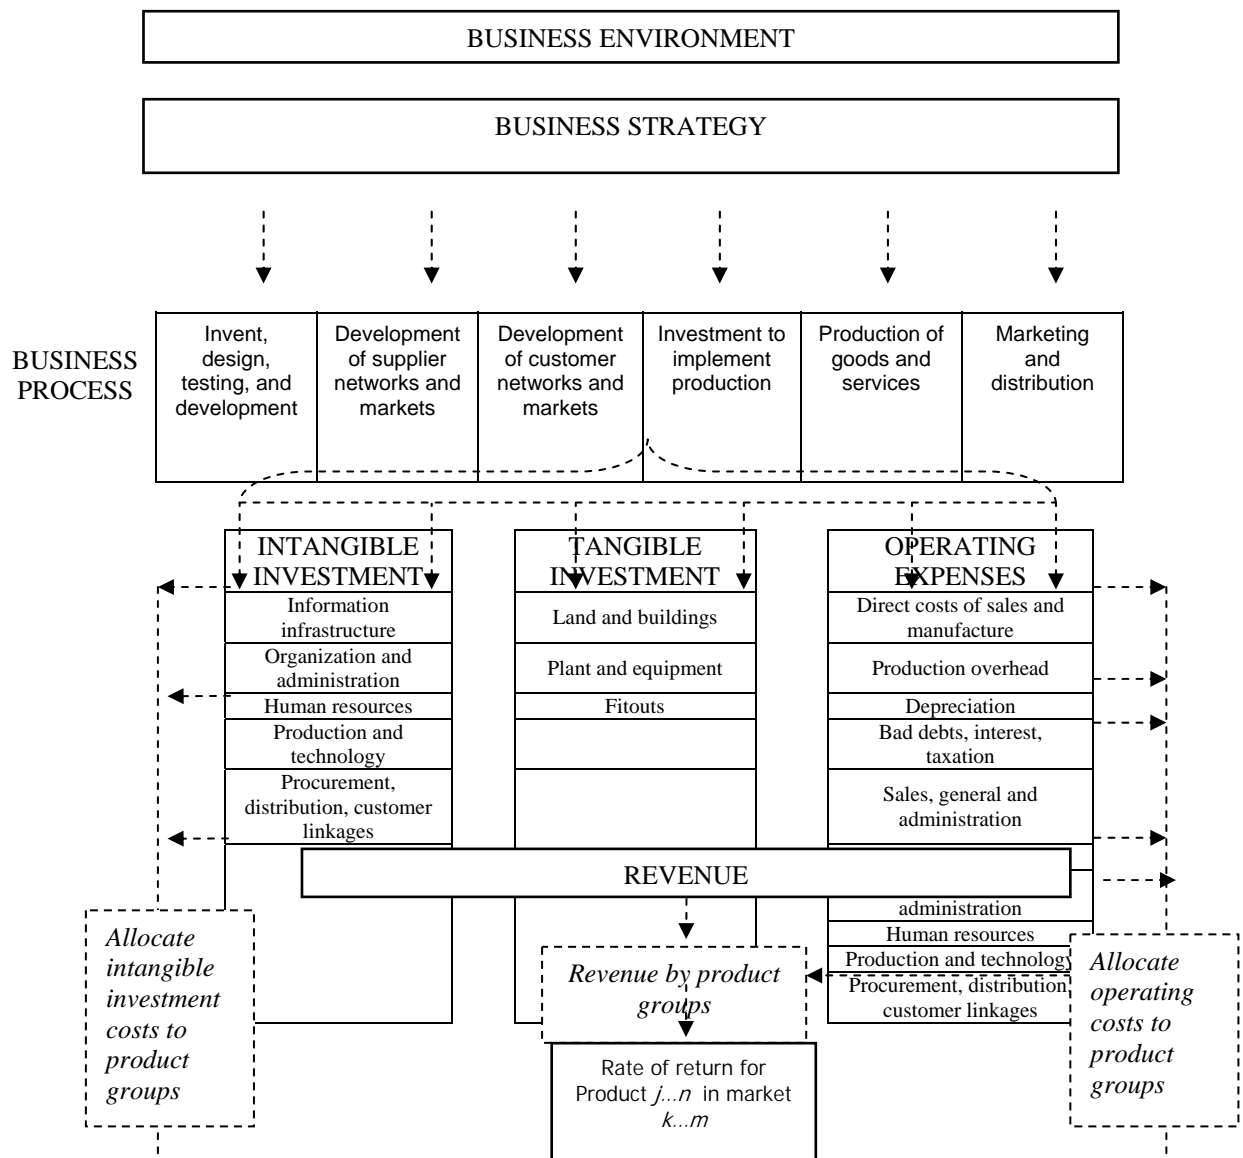 BUSINESS ENVIRONMENT
BUSINESS STRATEGY
BUSINESS
PROCESS
Invent,
design,
testing, and
development
Development
of supplier
networks and
markets
Development
of customer
networks and
markets
Investment to
implement
production
Production of
goods and
services
Marketing
and
distribution
INTANGIBLE
INVESTMENT
Information
infrastructure
Organization and
administration
Human resources
Production and
technology
Procurement,
distribution, customer
linkages
TANGIBLE
INVESTMENT
Land and buildings
Plant and equipment
Fitouts
OPERATING
EXPENSES
Direct costs of sales and
manufacture
Production overhead
Depreciation
Bad debts, interest,
taxation
Sales, general and
administration
REVENUE
administration
Human resources
Production and technology
Procurement, distribution
customer linkages
Allocate
intangible
investment
costs to
product
groups
Revenue by product
groups
Allocate
operating
costs to
product
groups
Rate of return for
Product j...n in market
k...m